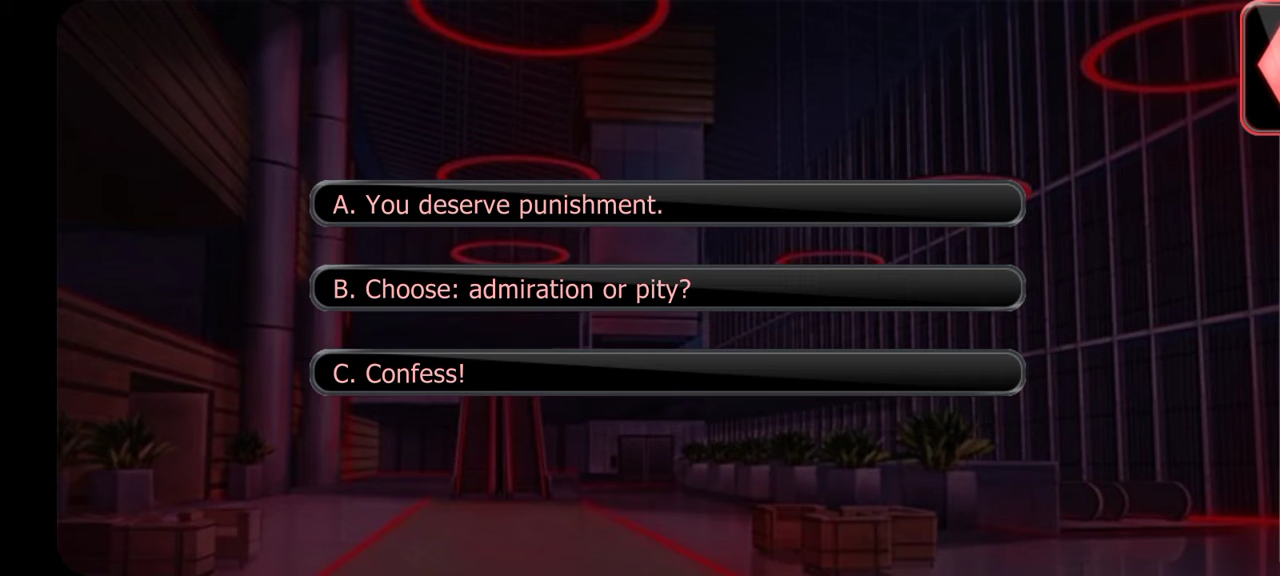 A. You deserve punishment.
B. Choose: admiration or pity?
C. Confess!